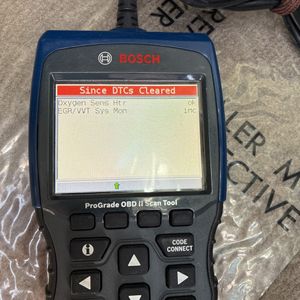 BOSCH
Since DTCs Cleared
Oxygen Sens Htr ok
EGR/VVT Sys Mon inc
ProGrade OBD II Scan Tool
i
CODE
CONNECT